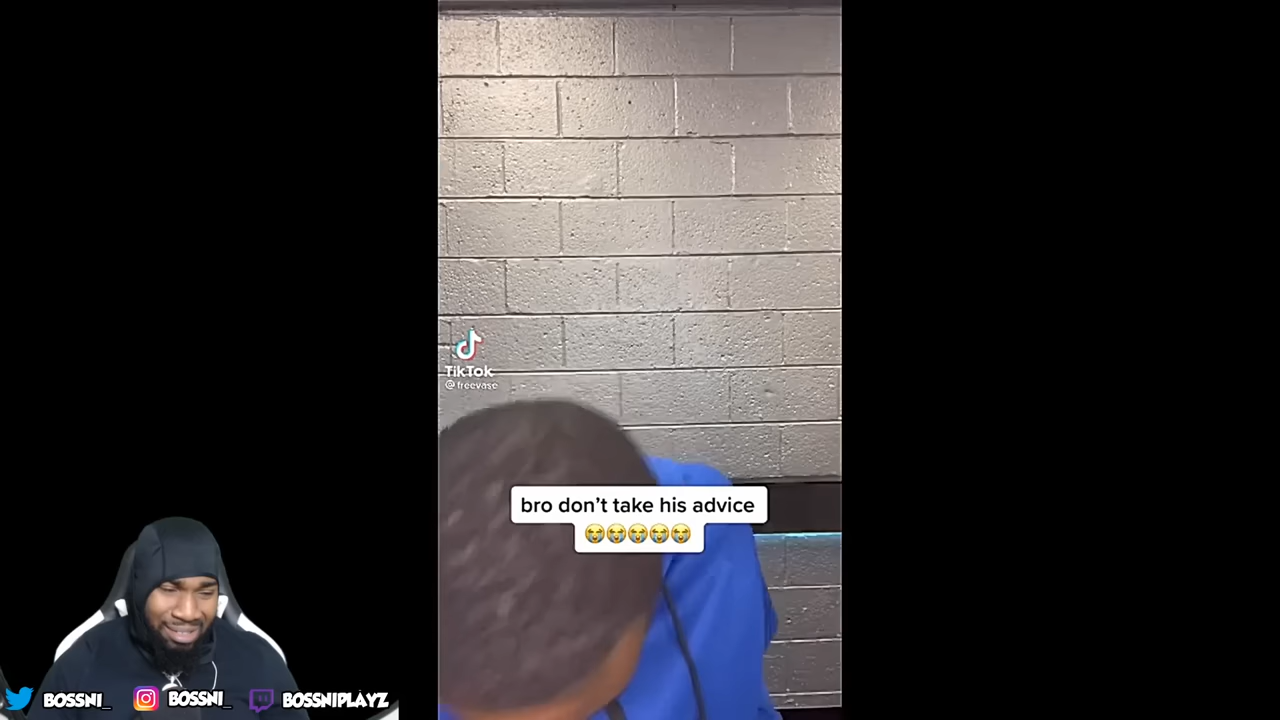 TikTok
@freevase
bro don't take his advice
😭😭😭😭😭
BOSSNI_
BOSSNI_
BOSSNIPLAYZ